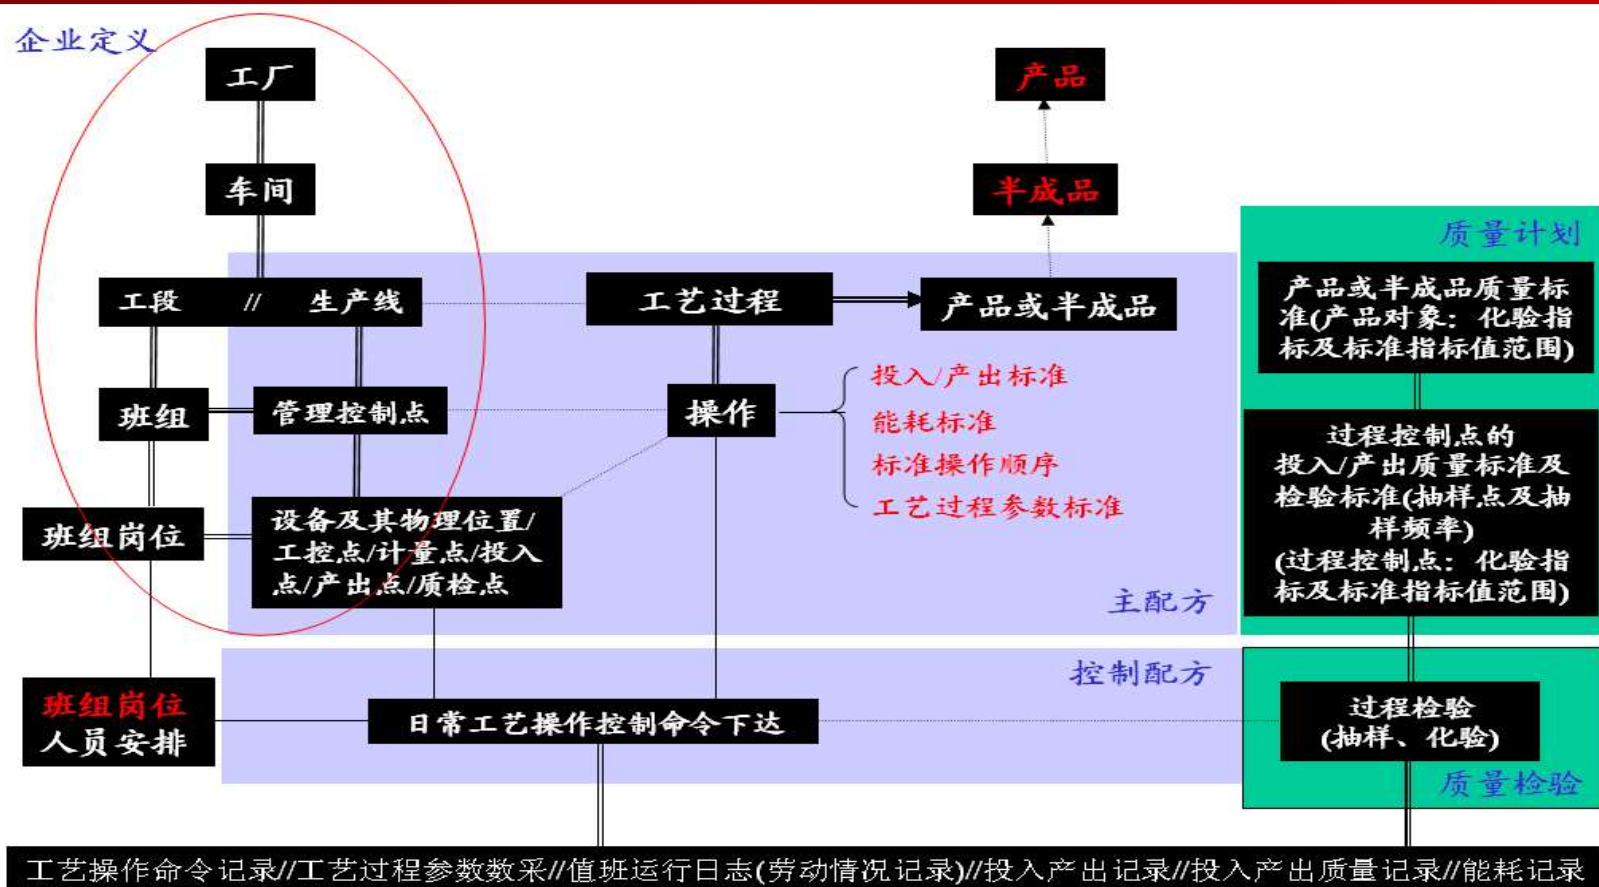 企业定义
工厂
产品
车间
半成品
质量计划
工段 // 生产线
工艺过程
产品或半成品
产品或半成品质量标
准(产品对象：化验指
标及标准指标值范围)
班组
管理控制点
操作
投入/产出标准
能耗标准
标准操作顺序
工艺过程参数标准
过程控制点的
投入/产出质量标准及
检验标准(抽样点及抽
样频率)
(过程控制点：化验指
标及标准指标值范围)
班组岗位
设备及其物理位置/
工控点/计量点/投入
点/产出点/质检点
主配方
控制配方
班组岗位
人员安排
日常工艺操作控制命令下达
过程检验
(抽样、化验)
质量检验
工艺操作命令记录//工艺过程参数数采//值班运行日志(劳动情况记录)//投入产出记录//投入产出质量记录//能耗记录